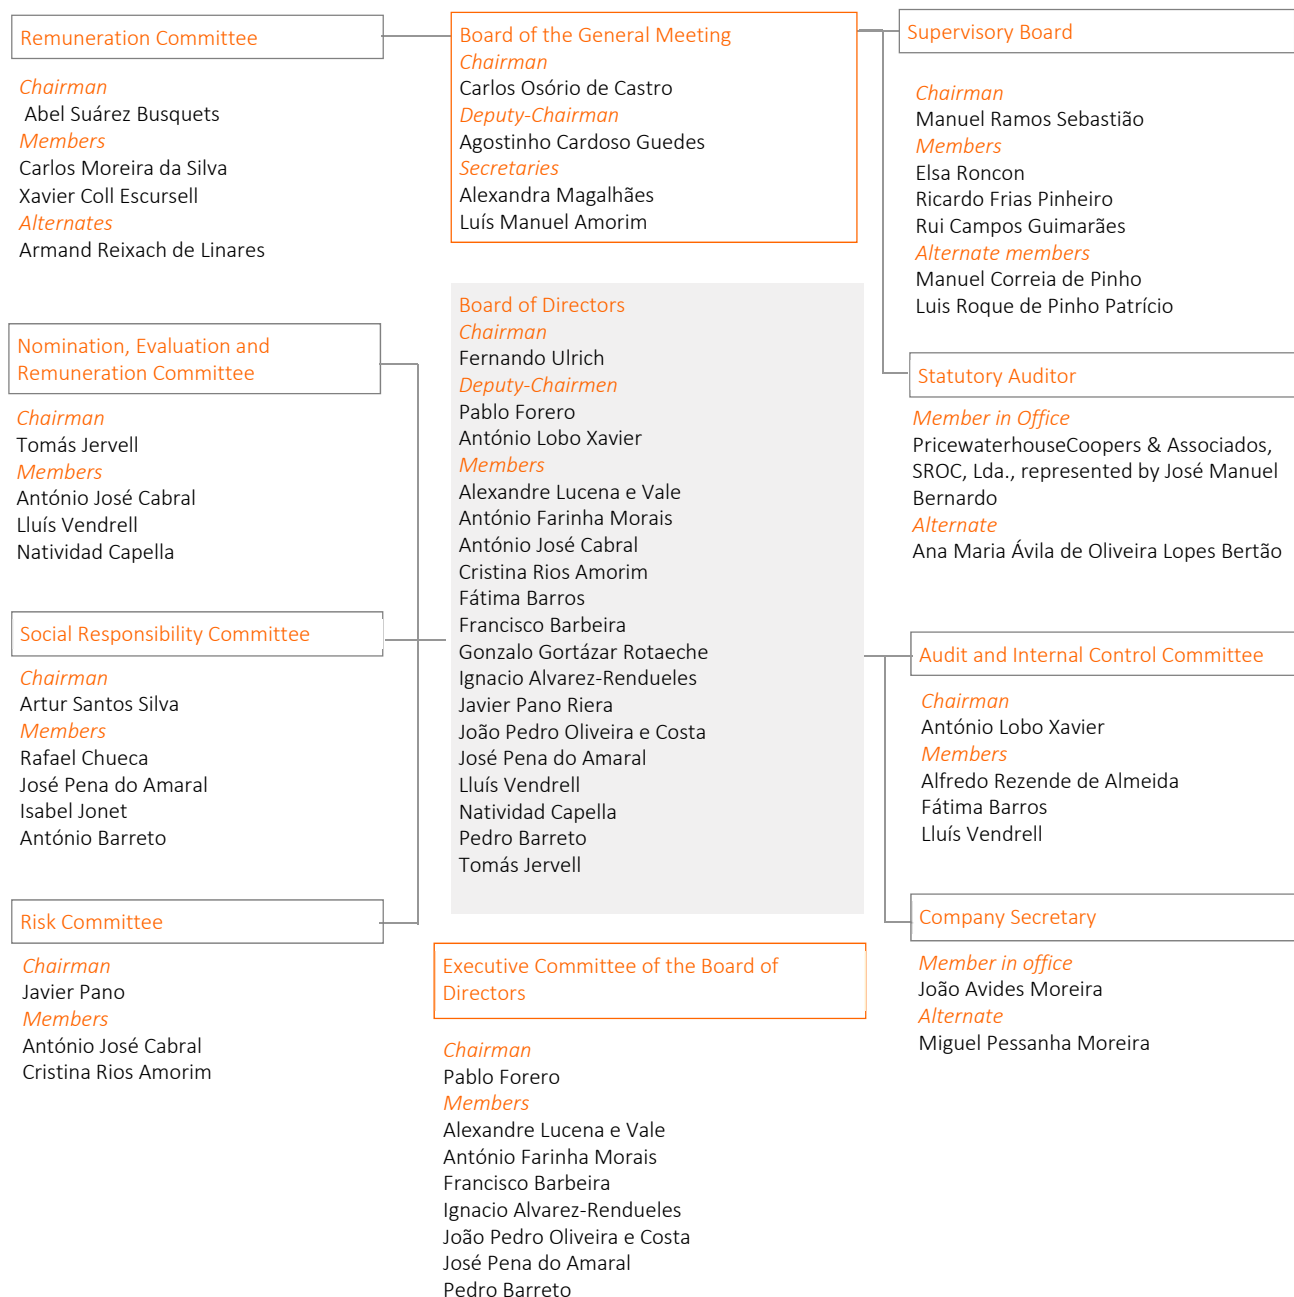 Remuneration Committee
Chairman
Abel Suárez Busquets
Members
Carlos Moreira da Silva
Xavier Coll Escursell
Alternates
Armand Reixach de Linares
Board of the General Meeting
Chairman
Carlos Osório de Castro
Deputy-Chairman
Agostinho Cardoso Guedes
Secretaries
Alexandra Magalhães
Luís Manuel Amorim
Supervisory Board
Chairman
Manuel Ramos Sebastião
Members
Elsa Roncon
Ricardo Frias Pinheiro
Rui Campos Guimarães
Alternate members
Manuel Correia de Pinho
Luis Roque de Pinho Patrício
Nomination, Evaluation and
Remuneration Committee
Chairman
Tomás Jervell
Members
António José Cabral
Lluís Vendrell
Natividad Capella
Board of Directors
Chairman
Fernando Ulrich
Deputy-Chairmen
Pablo Forero
António Lobo Xavier
Members
Alexandre Lucena e Vale
António Farinha Morais
António José Cabral
Cristina Rios Amorim
Fátima Barros
Francisco Barbeira
Gonzalo Gortázar Rotaeche
Ignacio Alvarez-Rendueles
Javier Pano Riera
João Pedro Oliveira e Costa
José Pena do Amaral
Lluís Vendrell
Natividad Capella
Pedro Barreto
Tomás Jervell
Statutory Auditor
Member in Office
PricewaterhouseCoopers & Associados,
SROC, Lda., represented by José Manuel
Bernardo
Alternate
Ana Maria Ávila de Oliveira Lopes Bertão
Social Responsibility Committee
Chairman
Artur Santos Silva
Members
Rafael Chueca
José Pena do Amaral
Isabel Jonet
António Barreto
Audit and Internal Control Committee
Chairman
António Lobo Xavier
Members
Alfredo Rezende de Almeida
Fátima Barros
Lluís Vendrell
Risk Committee
Chairman
Javier Pano
Members
António José Cabral
Cristina Rios Amorim
Executive Committee of the Board of
Directors
Chairman
Pablo Forero
Members
Alexandre Lucena e Vale
António Farinha Morais
Francisco Barbeira
Ignacio Alvarez-Rendueles
João Pedro Oliveira e Costa
José Pena do Amaral
Pedro Barreto
Company Secretary
Member in office
João Avides Moreira
Alternate
Miguel Pessanha Moreira